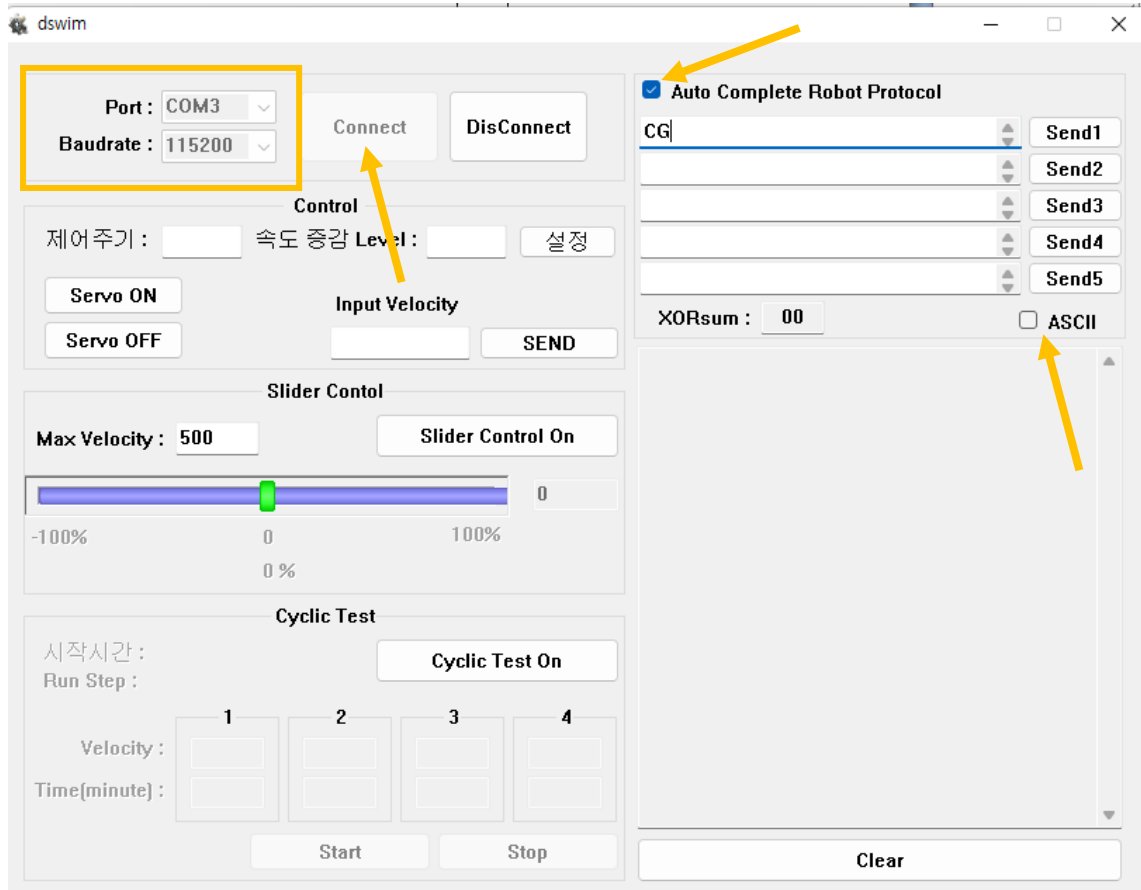 dswim
Port : COM3
Baudrate : 115200
Connect
DisConnect
Control
제어주기 : 속도 증감 Level : 설정
Servo ON
Servo OFF
Input Velocity
SEND
Slider Contol
Max Velocity : 500
Slider Control On
0
-100% 0 100%
0 %
Cyclic Test
시작시간 :
Run Step :
Cyclic Test On
1 2 3 4
Velocity :
Time(minute) :
Start Stop
Auto Complete Robot Protocol
CG Send1
Send2
Send3
Send4
Send5
XORsum : 00 ASCII
Clear